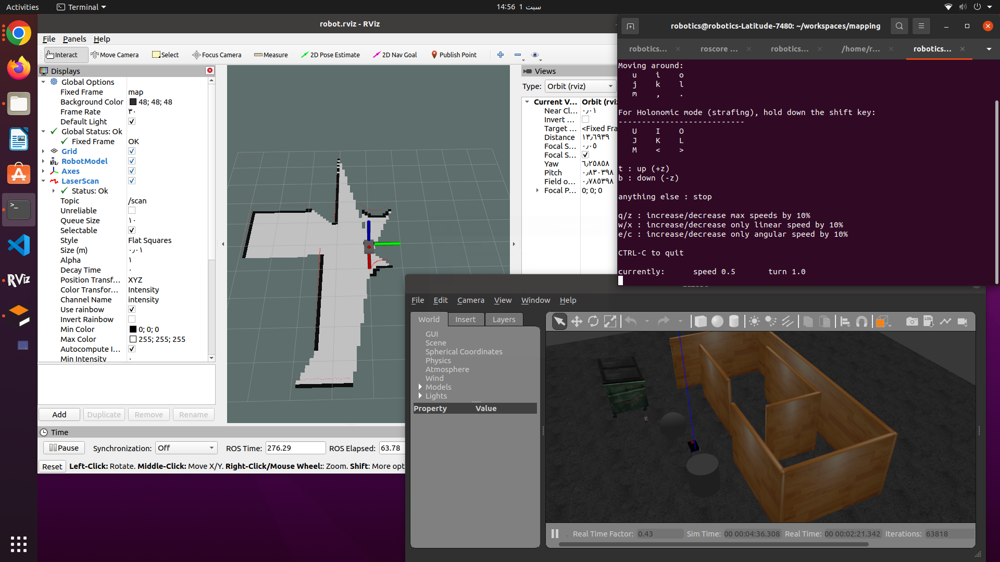 Activities
Terminal
14:56 1 سبت
robot.rviz - RViz
File Panels Help
Interact Move Camera Select Focus Camera Measure 2D Pose Estimate 2D Nav Goal Publish Point
Displays
Global Options
Fixed Frame map
Background Color 48; 48; 48
Frame Rate ٣٠
Default Light
Global Status: Ok
Fixed Frame OK
Grid
RobotModel
Axes
LaserScan
Status: Ok
Topic /scan
Unreliable
Queue Size ١٠
Selectable
Style Flat Squares
Size (m) ٠٫٠١
Alpha ١
Decay Time ٠
Position Transf... XYZ
Color Transfor... Intensity
Channel Name intensity
Use rainbow
Invert Rainbow
Min Color 0; 0; 0
Max Color 255; 255; 255
Autocompute I...
Min Intensity ٠
Add Duplicate Remove Rename
Time
Pause Synchronization: Off ROS Time: 276.29 ROS Elapsed: 63.78
Reset Left-Click: Rotate. Middle-Click: Move X/Y. Right-Click/Mouse Wheel:: Zoom. Shift: More opt
RViz
Views
Type: Orbit (rviz)
Current V... Orbit (rviz
Near Cl... ٠٫٠١
Invert ...
Target ... <Fixed Fra
Distance ١٣٫٦٩٣٩
Focal S... ٠٫٠٥
Focal S...
Yaw ٦٫٢٥٨٥٨
Pitch ٠٫٨٣٠٣٩٨
Field o... ٠٫٧٨٥٣٩٨
Focal P... 0; 0; 0
robotics@robotics-Latitude-7480: ~/workspaces/mapping
robotics... roscore ... robotics... /home/r... robotics...
Moving around:
u i o
j k l
m , .
For Holonomic mode (strafing), hold down the shift key:
---------------------------
U I O
J K L
M < >
t : up (+z)
b : down (-z)
anything else : stop
q/z : increase/decrease max speeds by 10%
w/x : increase/decrease only linear speed by 10%
e/c : increase/decrease only angular speed by 10%
CTRL-C to quit
currently: speed 0.5 turn 1.0
File Edit Camera View Window Help
World Insert Layers
LOG
GUI
Scene
Spherical Coordinates
Physics
Atmosphere
Wind
Models
Lights
Property Value
Real Time Factor: 0.43 Sim Time: 00 00:04:36.308 Real Time: 00 00:02:21.342 Iterations: 63818